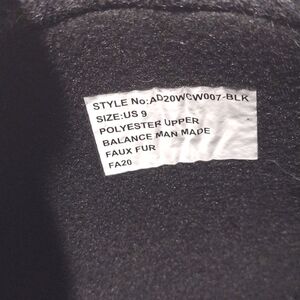 STYLE No:AD20WCW007-BLK
SIZE:US 9
POLYESTER UPPER
BALANCE MAN MADE
FAUX FUR
FA20